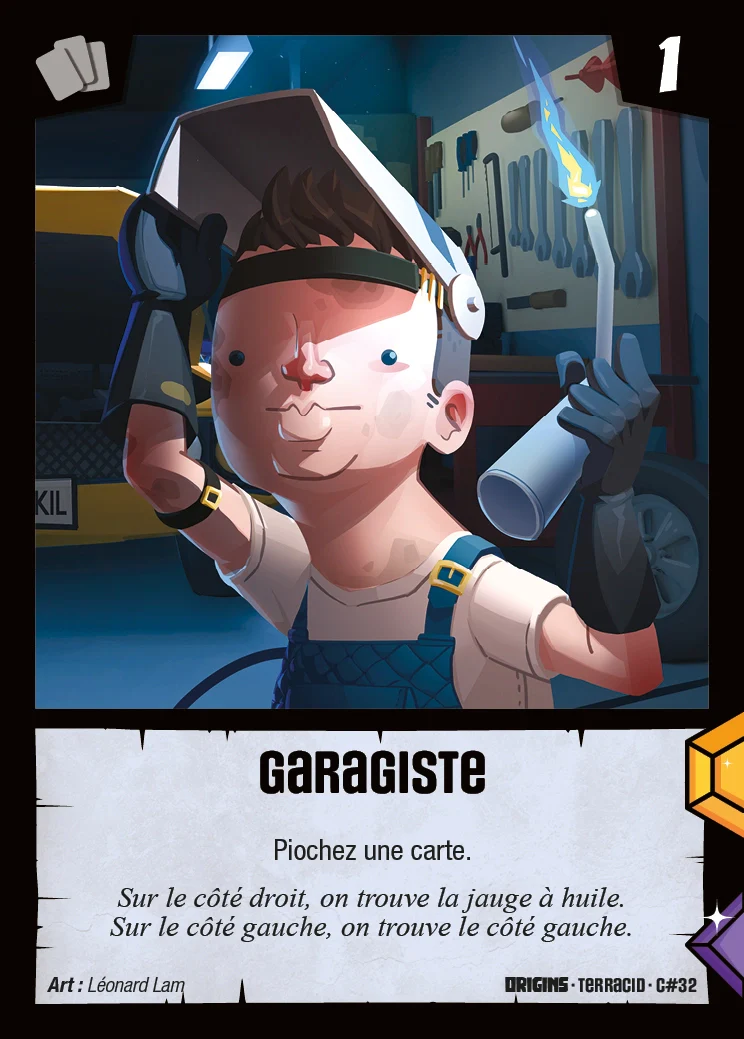 1
KIL
GARAGISTE
Piochez une carte.
Sur le côté droit, on trouve la jauge à huile.
Sur le côté gauche, on trouve le côté gauche.
Art : Léonard Lam
ORIGINS · TERRACID · C#32